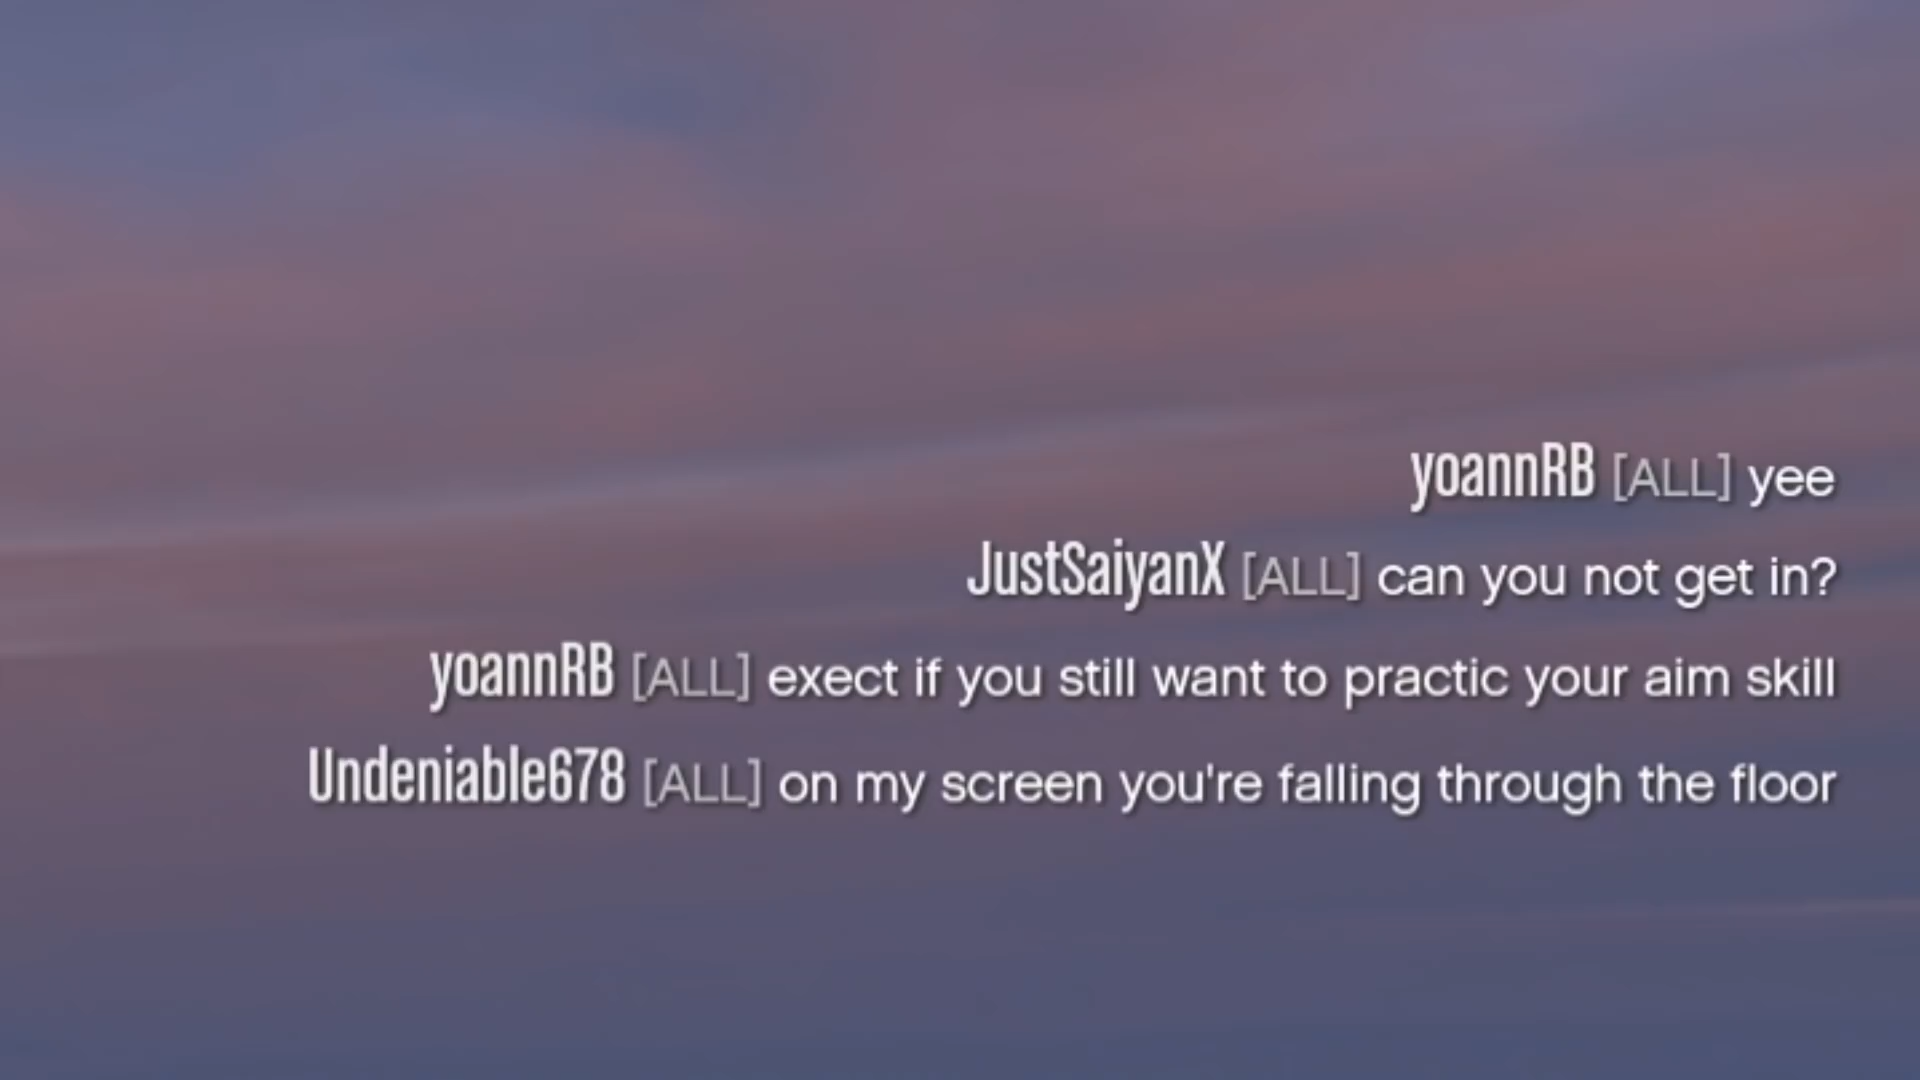 yoannRB [ALL] yee
JustSaiyanX [ALL] can you not get in?
yoannRB [ALL] exect if you still want to practic your aim skill
Undeniable678 [ALL] on my screen you're falling through the floor